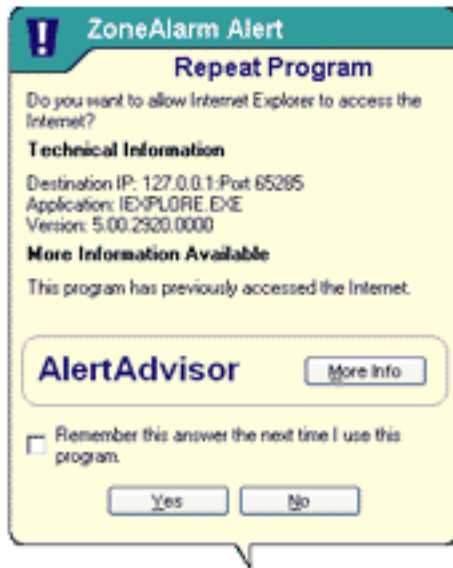 ZoneAlarm Alert
Repeat Program
Do you want to allow Internet Explorer to access the
Internet?
Technical Information
Destination IP: 127.0.0.1:Port 65285
Application: IEXPLORE.EXE
Version: 5.00.2920.0000
More Information Available
This program has previously accessed the Internet.
AlertAdvisor
More Info
Remember this answer the next time I use this
program.
Yes
No